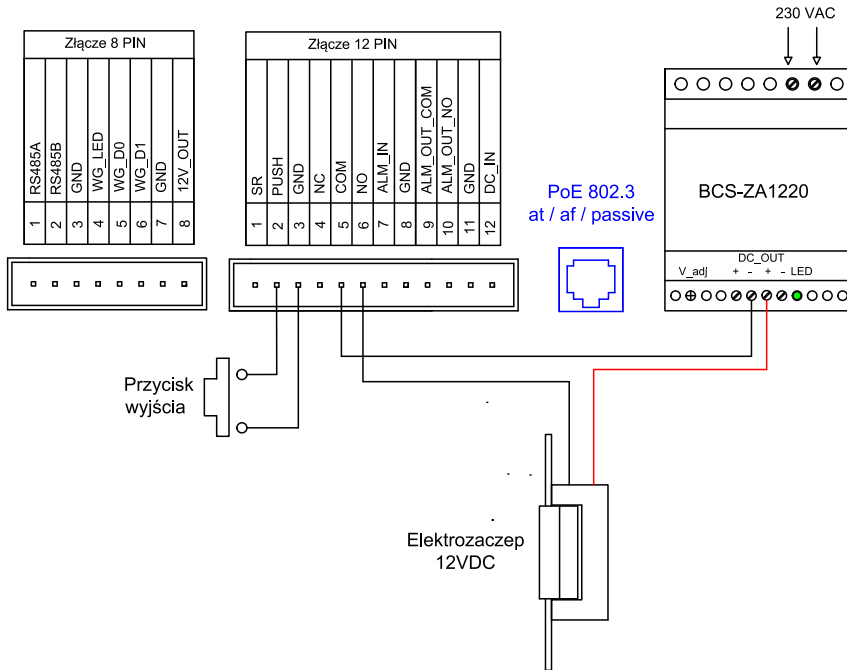 230 VAC
Złącze 8 PIN
RS485A
RS485B
GND
WG_LED
WG_D0
WG_D1
GND
12V_OUT
1
2
3
4
5
6
7
8
Złącze 12 PIN
SR
PUSH
GND
NC
COM
NO
ALM_IN
GND
ALM_OUT_COM
ALM_OUT_NO
GND
DC_IN
1
2
3
4
5
6
7
8
9
10
11
12
PoE 802.3
at / af / passive
BCS-ZA1220
DC_OUT
V_adj + - + - LED
Przycisk
wyjścia
Elektrozaczep
12VDC